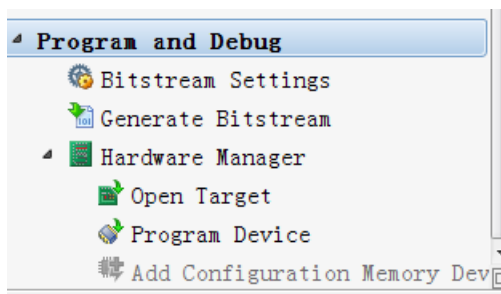 Program and Debug
Bitstream Settings
Generate Bitstream
Hardware Manager
Open Target
Program Device
Add Configuration Memory Dev